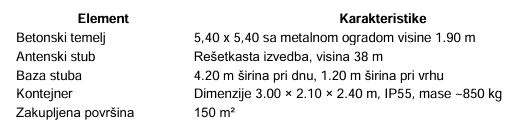 Element Karakteristike
Betonski temelj 5,40 x 5,40 sa metalnom ogradom visine 1.90 m
Antenski stub Rešetkasta izvedba, visina 38 m
Baza stuba 4.20 m širina pri dnu, 1.20 m širina pri vrhu
Kontejner Dimenzije 3.00 × 2.10 × 2.40 m, IP55, mase ~850 kg
Zakupljena površina 150 m²